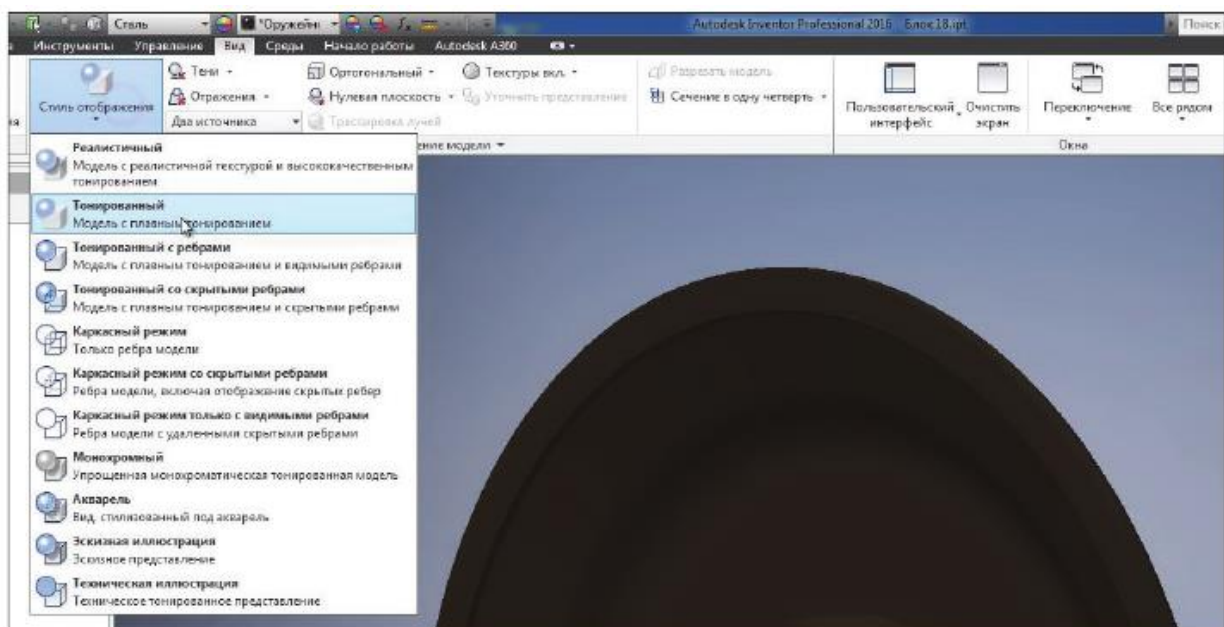 Сталь
*Оружейн
Autodesk Inventor Professional 2016 Блок 18.ipt
Поиск
Инструменты Управление Вид Среды Начало работы Autodesk A360
Стиль отображения
Тени
Отражения
Два источника
Ортогональный
Нулевая плоскость
Трассировка лучей
Текстуры вкл.
Уточнить представление
Разрезать модель
Сечение в одну четверть
Пользовательский
интерфейс
Очистить
экран
Переключение
Все рядом
ение модели
Окна
Реалистичный
Модель с реалистичной текстурой и высококачественным
тонированием
Тонированный
Модель с плавным тонированием
Тонированный с ребрами
Модель с плавным тонированием и видимыми ребрами
Тонированный со скрытыми ребрами
Модель с плавным тонированием и скрытыми ребрами
Каркасный режим
Только ребра модели
Каркасный режим со скрытыми ребрами
Ребра модели, включая отображение скрытых ребер
Каркасный режим только с видимыми ребрами
Ребра модели с удаленными скрытыми ребрами
Монохромный
Упрощенная монохроматическая тонированная модель
Акварель
Вид, стилизованный под акварель
Эскизная иллюстрация
Эскизное представление
Техническая иллюстрация
Техническое тонированное представление